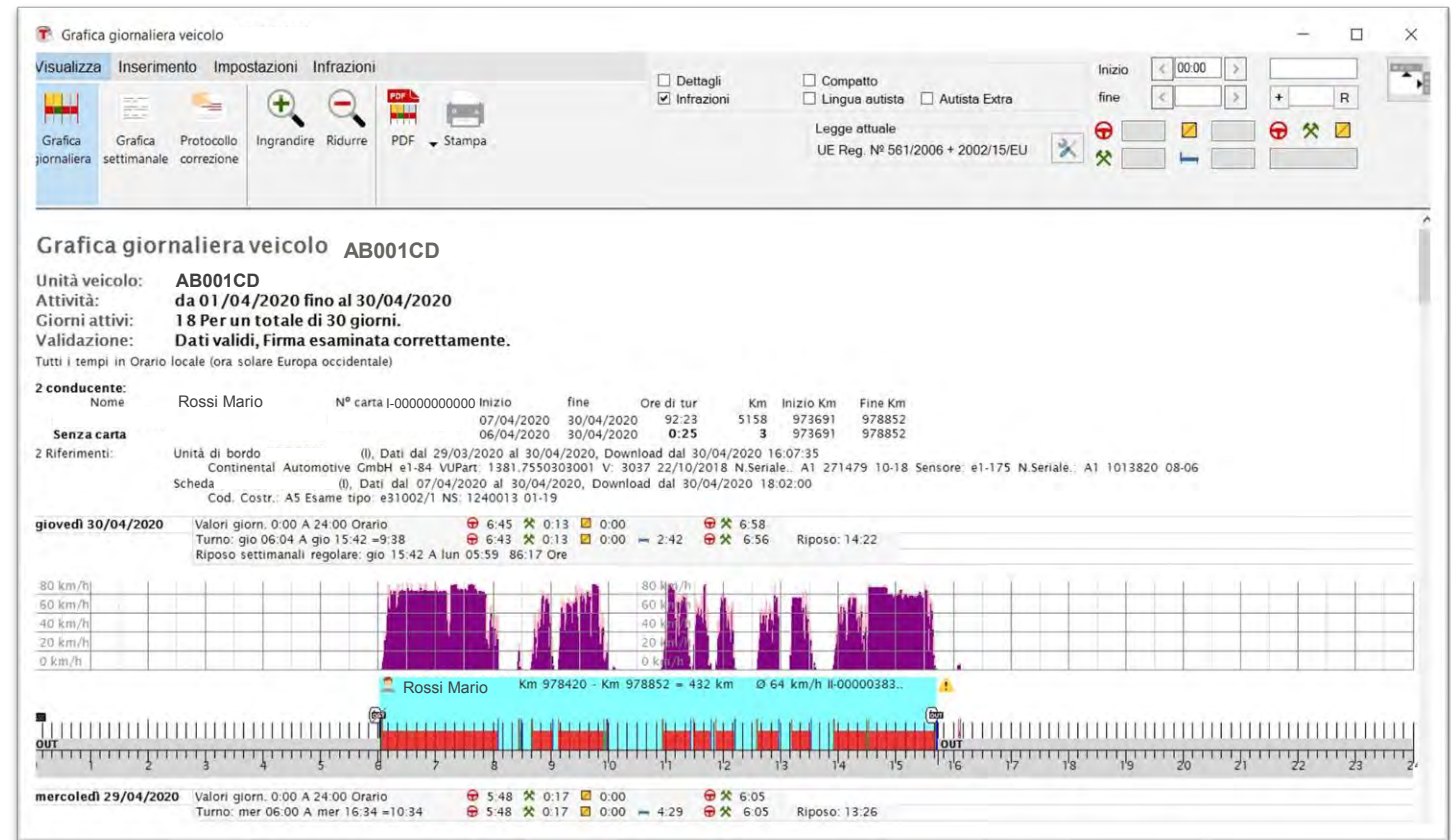 Grafica giornaliera veicolo
Visualizza Inserimento Impostazioni Infrazioni
Dettagli
Infrazioni
Compatto
Lingua autista Autista Extra
Legge attuale
UE Reg. Nº 561/2006 + 2002/15/EU
Inizio < 00:00 >
fine < > + R
Grafica giornaliera
Grafica settimanale
Protocollo correzione
Ingrandire
Ridurre
PDF
PDF
Stampa
Grafica giornaliera veicolo AB001CD
Unità veicolo: AB001CD
Attività: da 01/04/2020 fino al 30/04/2020
Giorni attivi: 18 Per un totale di 30 giorni.
Validazione: Dati validi, Firma esaminata correttamente.
Tutti i tempi in Orario locale (ora solare Europa occidentale)
2 conducente:
Nome Rossi Mario Nº carta I-00000000000 Inizio fine Ore di tur Km Inizio Km Fine Km
07/04/2020 30/04/2020 92:23 5158 973691 978852
Senza carta 06/04/2020 30/04/2020 0:25 3 973691 978852
2 Riferimenti: Unità di bordo (I), Dati dal 29/03/2020 al 30/04/2020, Download dal 30/04/2020 16:07:35
Continental Automotive GmbH e1-84 VUPart: 1381.7550303001 V: 3037 22/10/2018 N.Seriale.: A1 271479 10-18 Sensore: e1-175 N.Seriale.: A1 1013820 08-06
Scheda (I), Dati dal 07/04/2020 al 30/04/2020, Download dal 30/04/2020 18:02:00
Cod. Costr.: A5 Esame tipo: e31002/1 NS: 1240013 01-19
giovedì 30/04/2020 Valori giorn. 0:00 A 24:00 Orario 6:45 0:13 0:00 6:58
Turno: gio 06:04 A gio 15:42 =9:38 6:43 0:13 0:00 2:42 6:56 Riposo: 14:22
Riposo settimanali regolare: gio 15:42 A lun 05:59 86:17 Ore
80 km/h 80 km/h
60 km/h 60 km/h
40 km/h 40 km/h
20 km/h 20 km/h
0 km/h 0 km/h
Rossi Mario Km 978420 - Km 978852 = 432 km Ø 64 km/h II-00000383..
OUT OUT
OUT OUT
1 2 3 4 5 6 7 8 9 10 11 12 13 14 15 16 17 18 19 20 21 22 23 24
mercoledì 29/04/2020 Valori giorn. 0:00 A 24:00 Orario 5:48 0:17 0:00 6:05
Turno: mer 06:00 A mer 16:34 =10:34 5:48 0:17 0:00 4:29 6:05 Riposo: 13:26